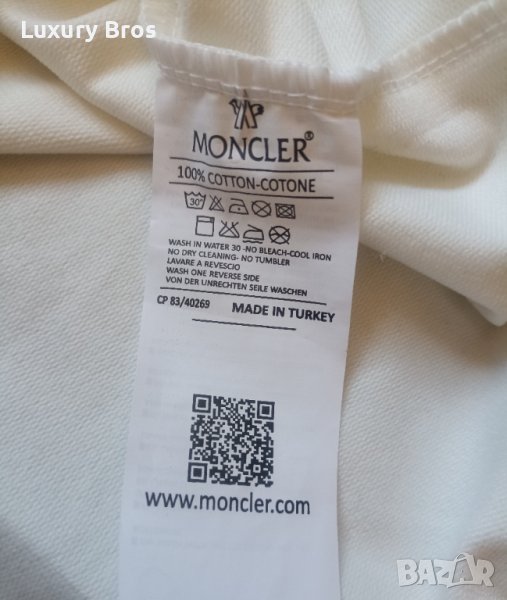 Luxury Bros
MONCLER®
100% COTTON-COTONE
30°
WASH IN WATER 30 -NO BLEACH-COOL IRON
NO DRY CLEANING- NO TUMBLER
LAVARE A REVESCIO
WASH ONE REVERSE SIDE
VON DER UNRECHTEN SEILE WASCHEN
CP 83/40269 MADE IN TURKEY
www.moncler.com
BAZAR